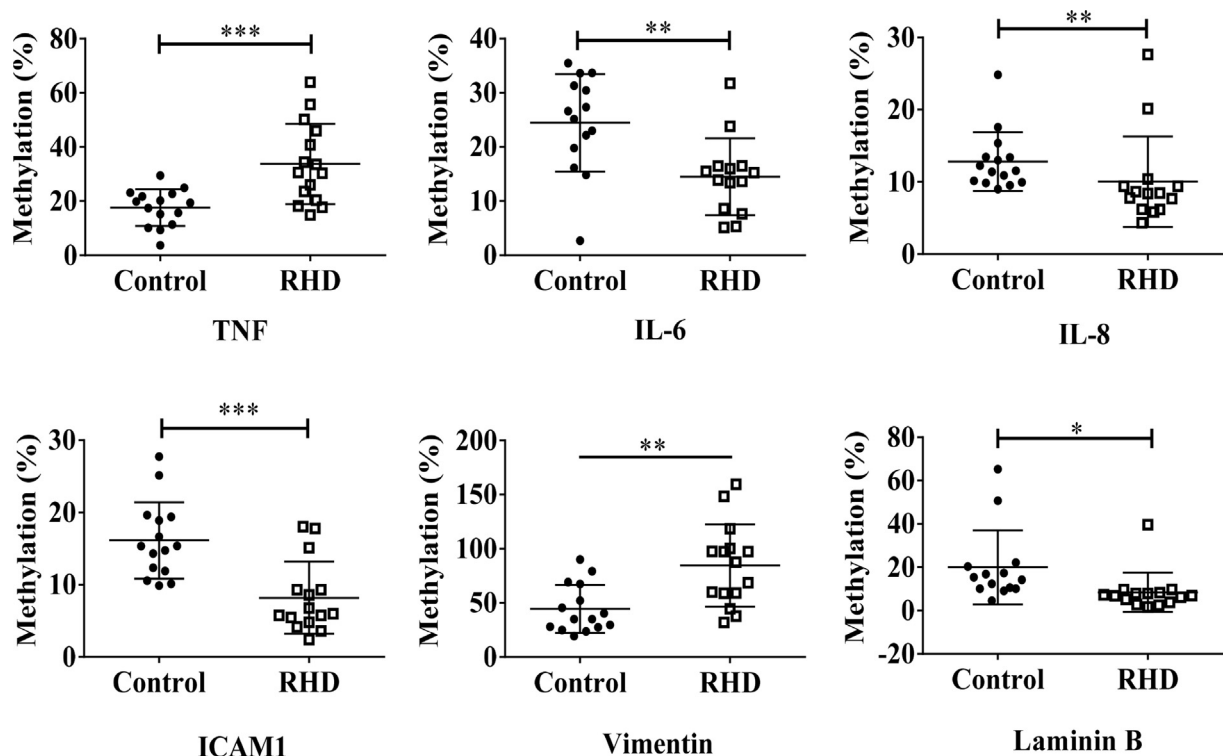 ***
Methylation (%)
80
60
40
20
0
Control RHD
TNF
**
Methylation (%)
40
30
20
10
0
Control RHD
IL-6
**
Methylation (%)
30
20
10
0
Control RHD
IL-8
***
Methylation (%)
30
20
10
0
Control RHD
ICAM1
**
Methylation (%)
200
150
100
50
0
Control RHD
Vimentin
*
Methylation (%)
80
60
40
20
0
-20
Control RHD
Laminin B